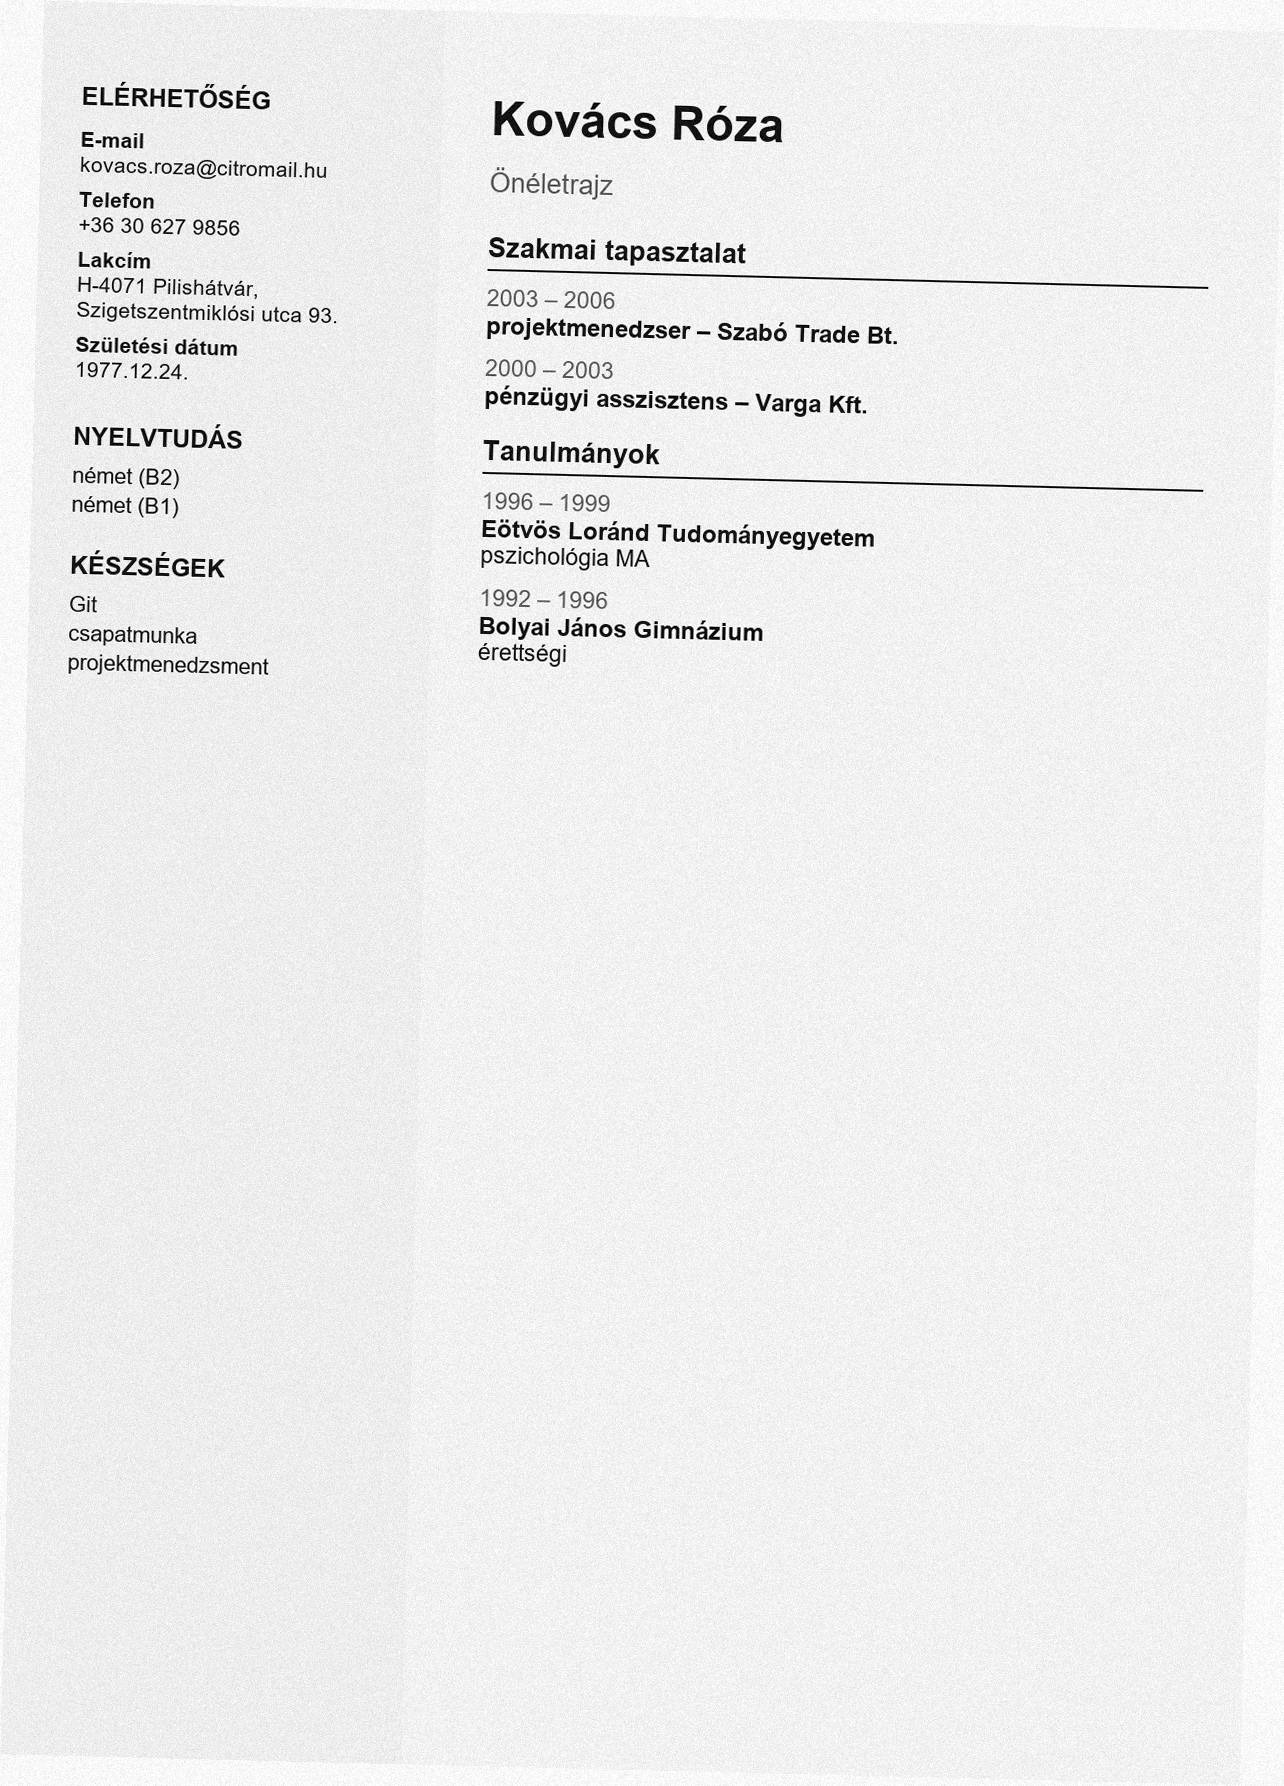 ELÉRHETŐSÉG
E-mail
kovacs.roza@citromail.hu
Telefon
+36 30 627 9856
Lakcím
H-4071 Pilishátvár,
Szigetszentmiklósi utca 93.
Születési dátum
1977.12.24.
NYELVTUDÁS
német (B2)
német (B1)
KÉSZSÉGEK
Git
csapatmunka
projektmenedzsment
Kovács Róza
Önéletrajz
Szakmai tapasztalat
2003 – 2006
projektmenedzser – Szabó Trade Bt.
2000 – 2003
pénzügyi asszisztens – Varga Kft.
Tanulmányok
1996 – 1999
Eötvös Loránd Tudományegyetem
pszichológia MA
1992 – 1996
Bolyai János Gimnázium
érettségi